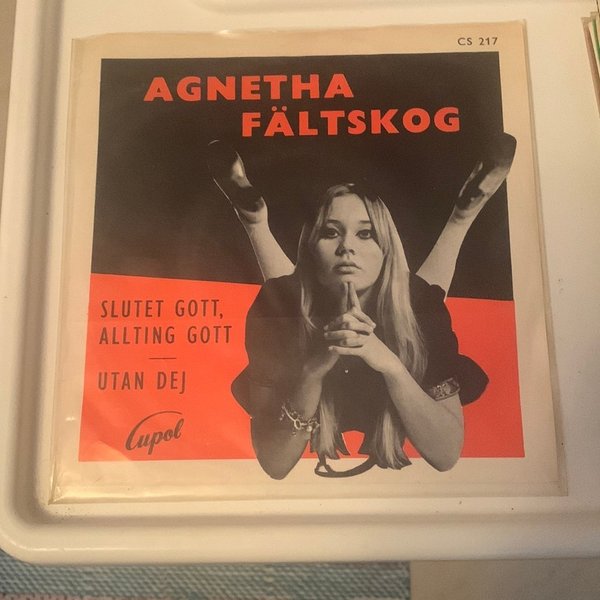 CS 217
AGNETHA
FÄLTSKOG
SLUTET GOTT,
ALLTING GOTT
UTAN DEJ
Cupol